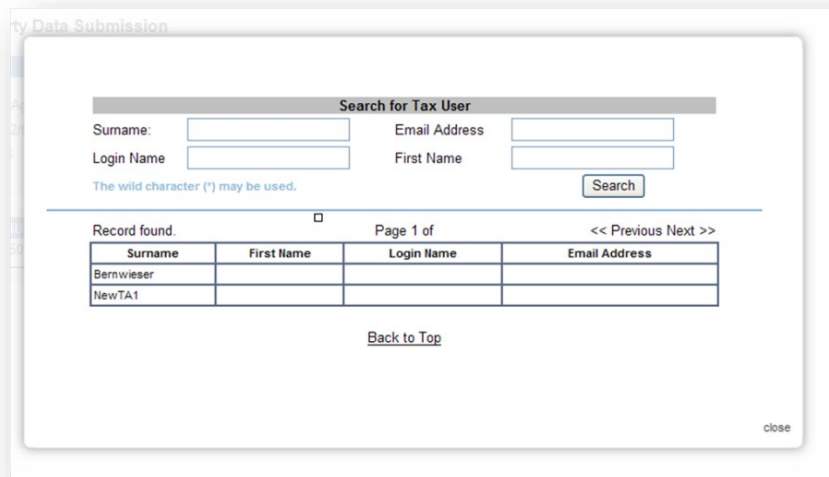 ty Data Submission
Search for Tax User
Surname: Email Address
Login Name First Name
The wild character (*) may be used. Search
Record found. Page 1 of << Previous Next >>
Surname First Name Login Name Email Address
Bernwieser
NewTA1
Back to Top
close